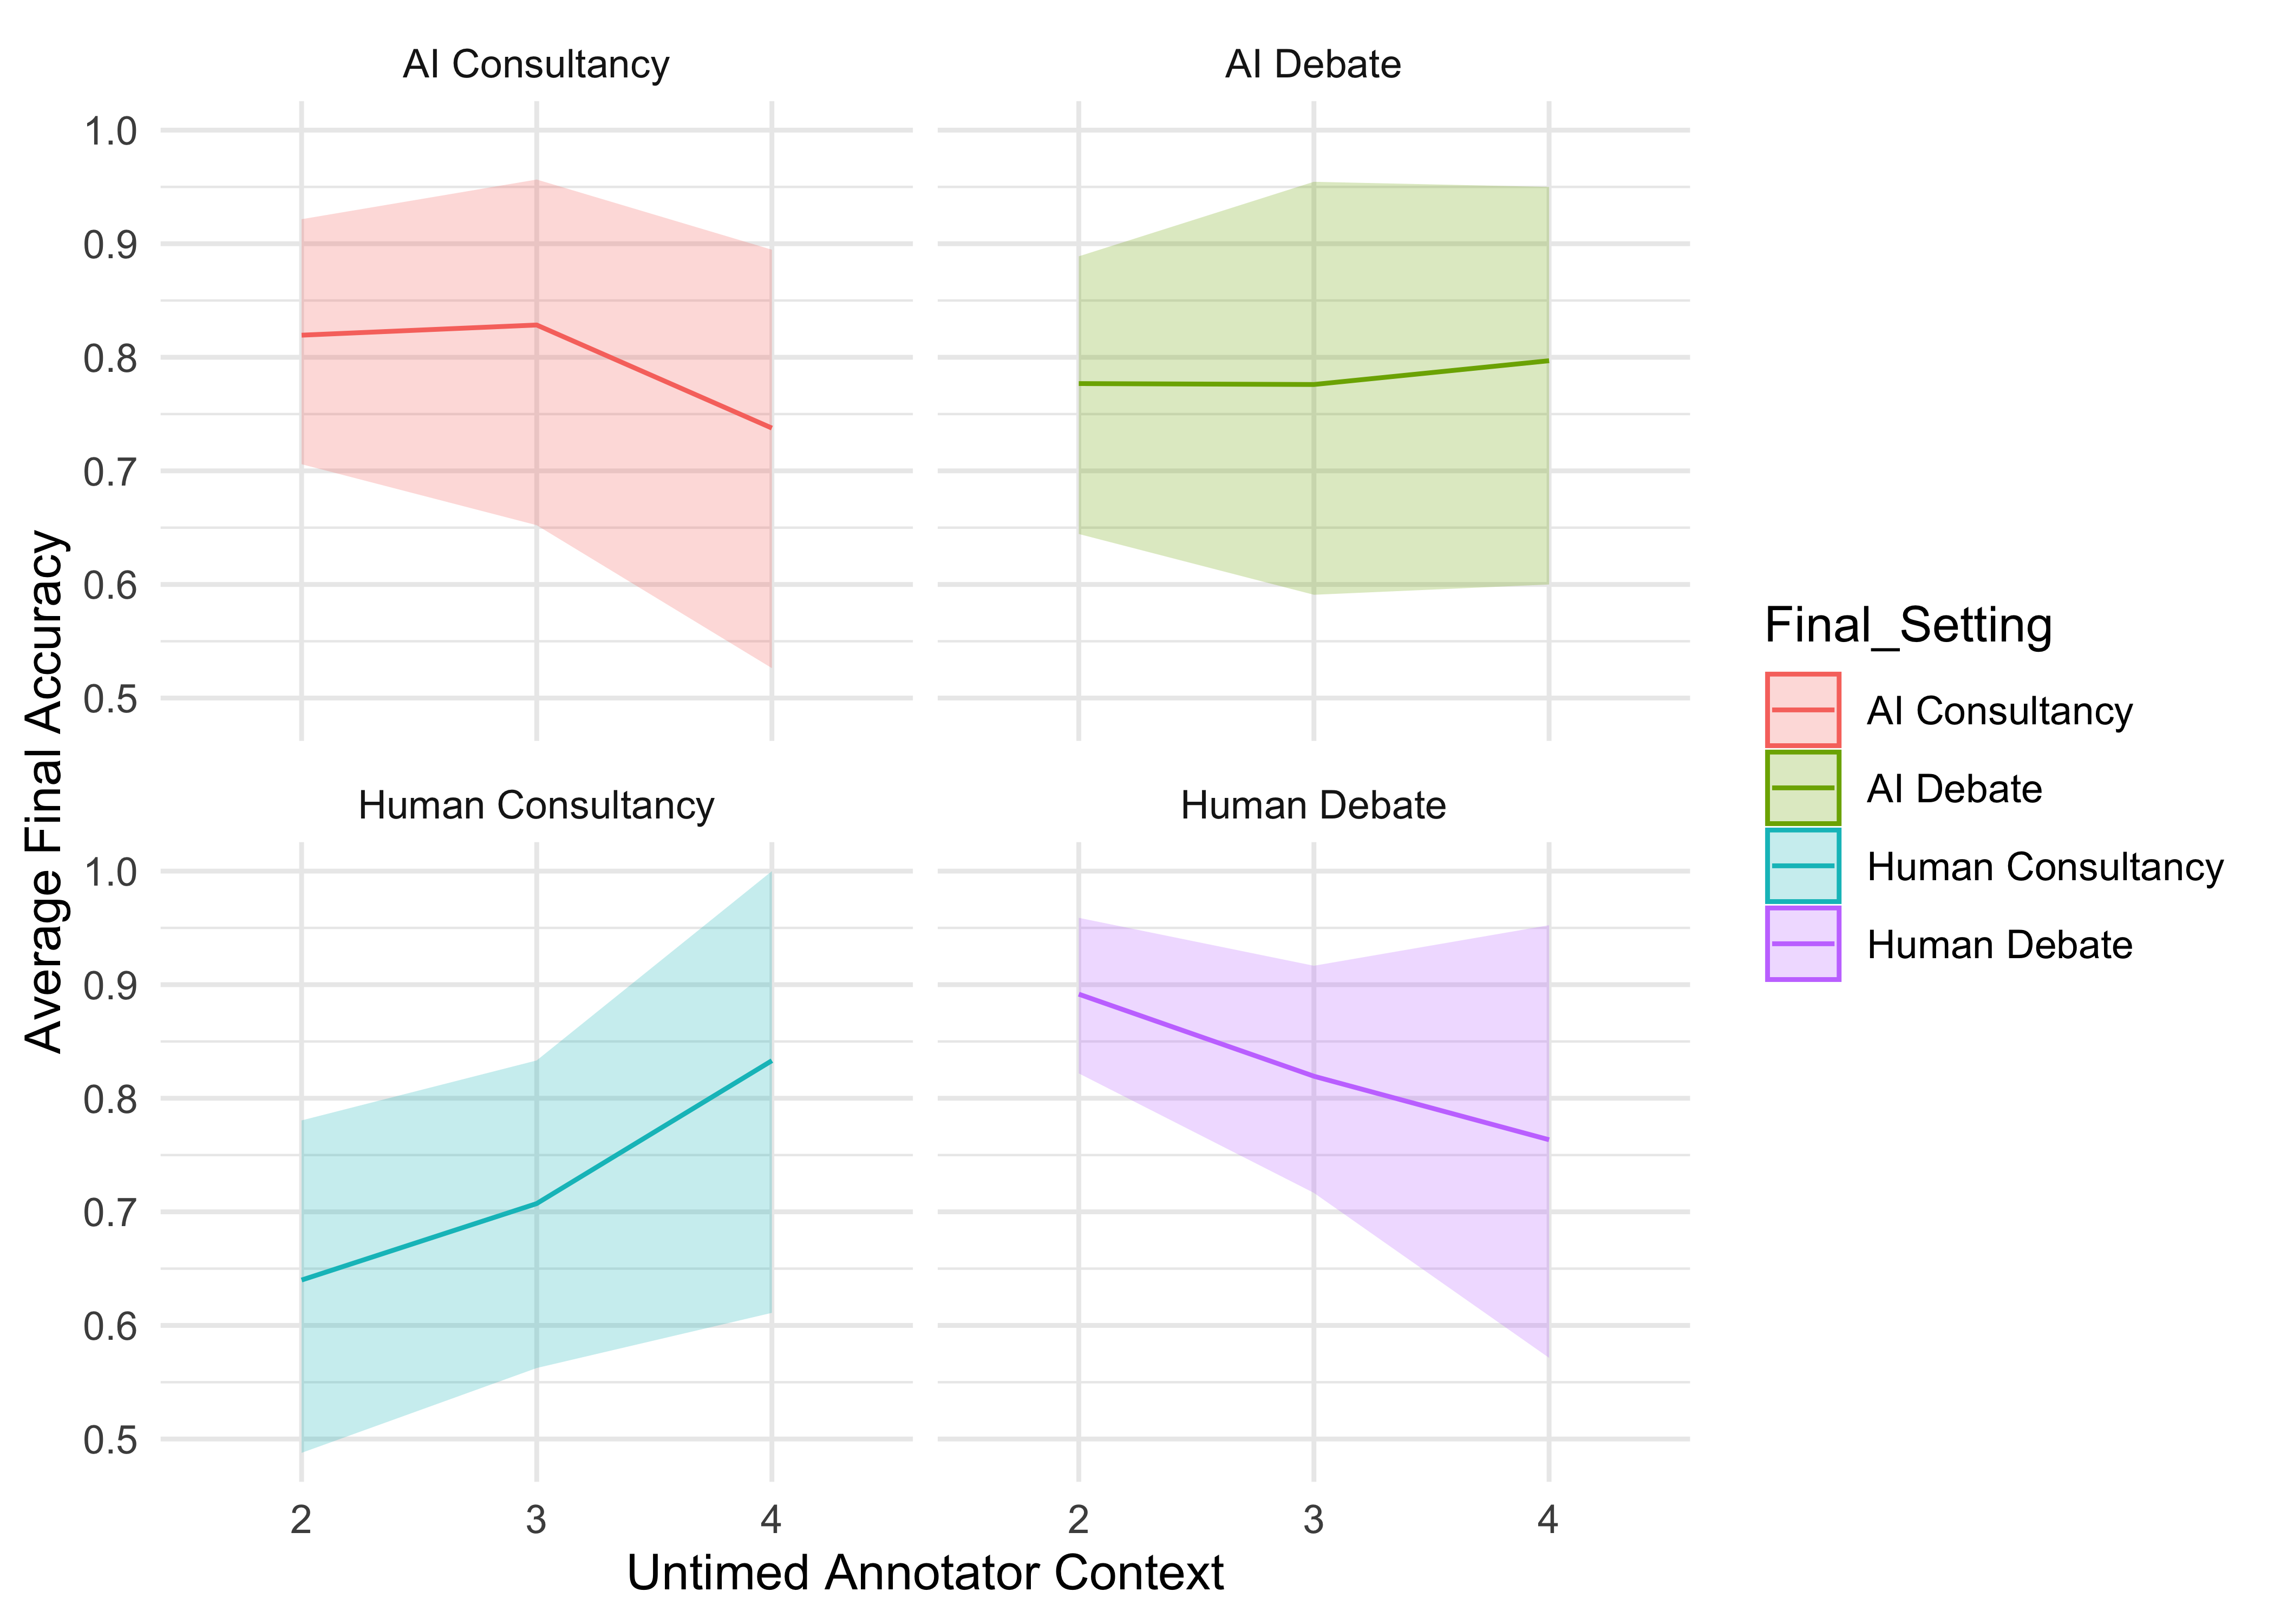 AI Consultancy
AI Debate
1.0
0.9
0.8
0.7
0.6
0.5
Human Consultancy
Human Debate
1.0
0.9
0.8
0.7
0.6
0.5
2
3
4
2
3
4
Untimed Annotator Context
Average Final Accuracy
Final_Setting
AI Consultancy
AI Debate
Human Consultancy
Human Debate